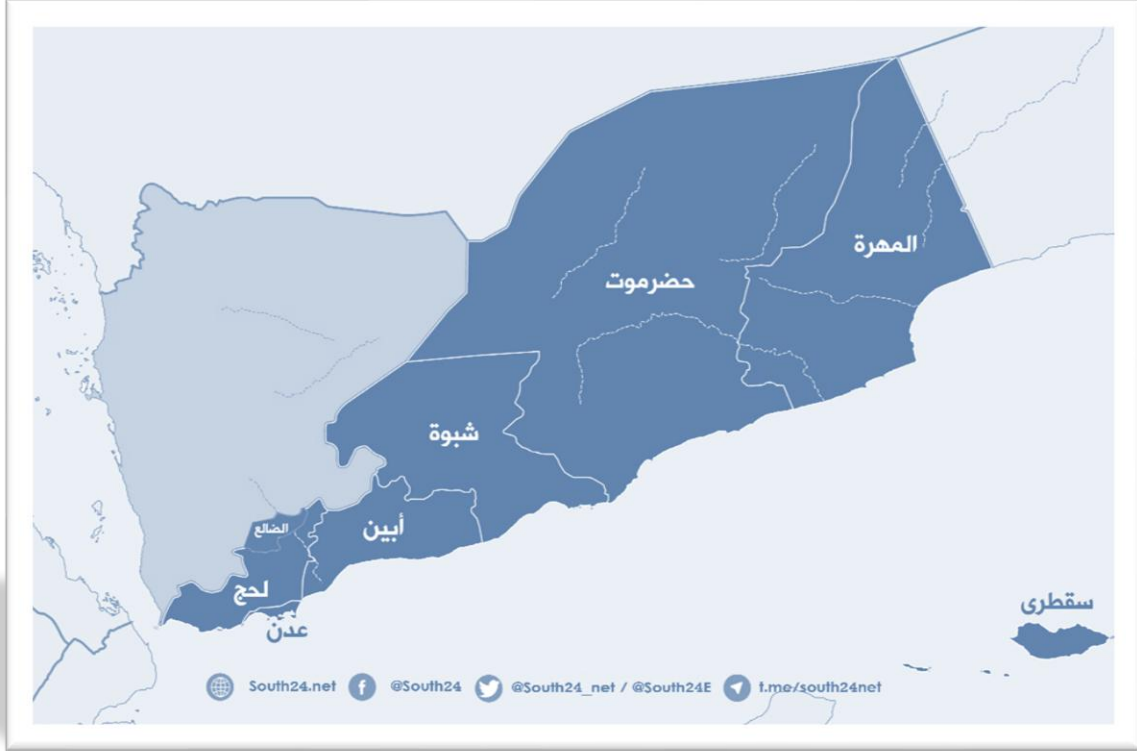 المهرة
حضرموت
شبوة
أبين
الضالع
لحج
عدن
سقطرى
South24.net
@South24
@South24_net / @South24E
t.me/south24net